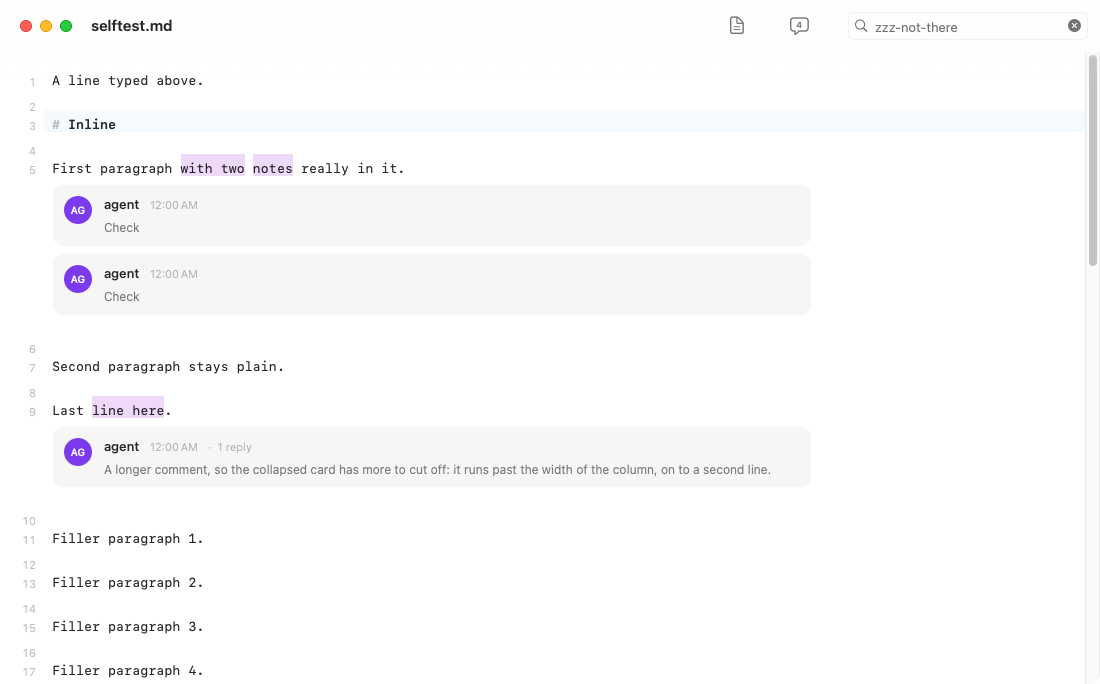 selftest.md
4
zzz-not-there
1 A line typed above.
2
3 # Inline
4
5 First paragraph with two notes really in it.
AG agent 12:00 AM
Check
AG agent 12:00 AM
Check
6
7 Second paragraph stays plain.
8
9 Last line here.
AG agent 12:00 AM · 1 reply
A longer comment, so the collapsed card has more to cut off: it runs past the width of the column, on to a second line.
10
11 Filler paragraph 1.
12
13 Filler paragraph 2.
14
15 Filler paragraph 3.
16
17 Filler paragraph 4.